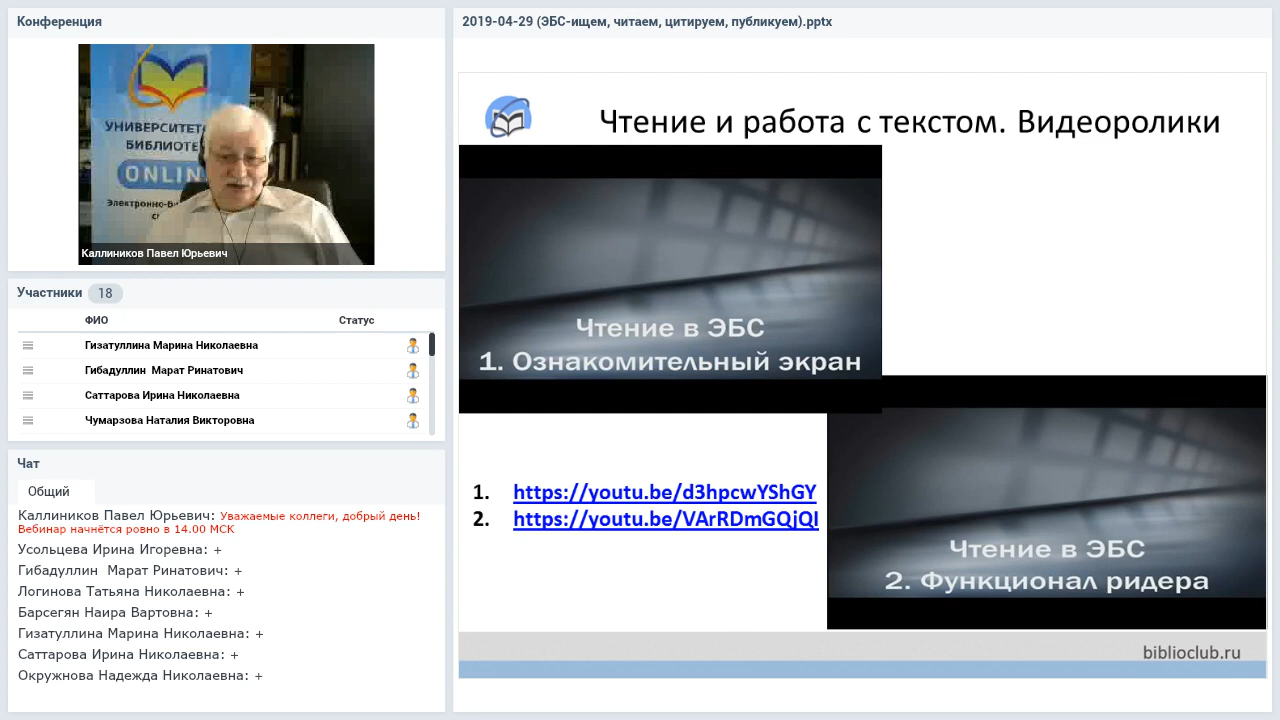 Конференция
УНИВЕРСИТЕТ
БИБЛИОТЕ
ONLIN
Каллиников Павел Юрьевич
Участники 18
ФИО Статус
Гизатуллина Марина Николаевна
Гибадуллин Марат Ринатович
Саттарова Ирина Николаевна
Чумарзова Наталия Викторовна
Чат
Общий
Каллиников Павел Юрьевич: Уважаемые коллеги, добрый день!
Вебинар начнётся ровно в 14.00 МСК
Усольцева Ирина Игоревна: +
Гибадуллин Марат Ринатович: +
Логинова Татьяна Николаевна: +
Барсегян Наира Вартовна: +
Гизатуллина Марина Николаевна: +
Саттарова Ирина Николаевна: +
Окружнова Надежда Николаевна: +
2019-04-29 (ЭБС-ищем, читаем, цитируем, публикуем).pptx
Чтение и работа с текстом. Видеоролики
Чтение в ЭБС
1. Ознакомительный экран
1. https://youtu.be/d3hpcwYShGY
2. https://youtu.be/VArRDmGQjQI
Чтение в ЭБС
2. Функционал ридера
biblioclub.ru